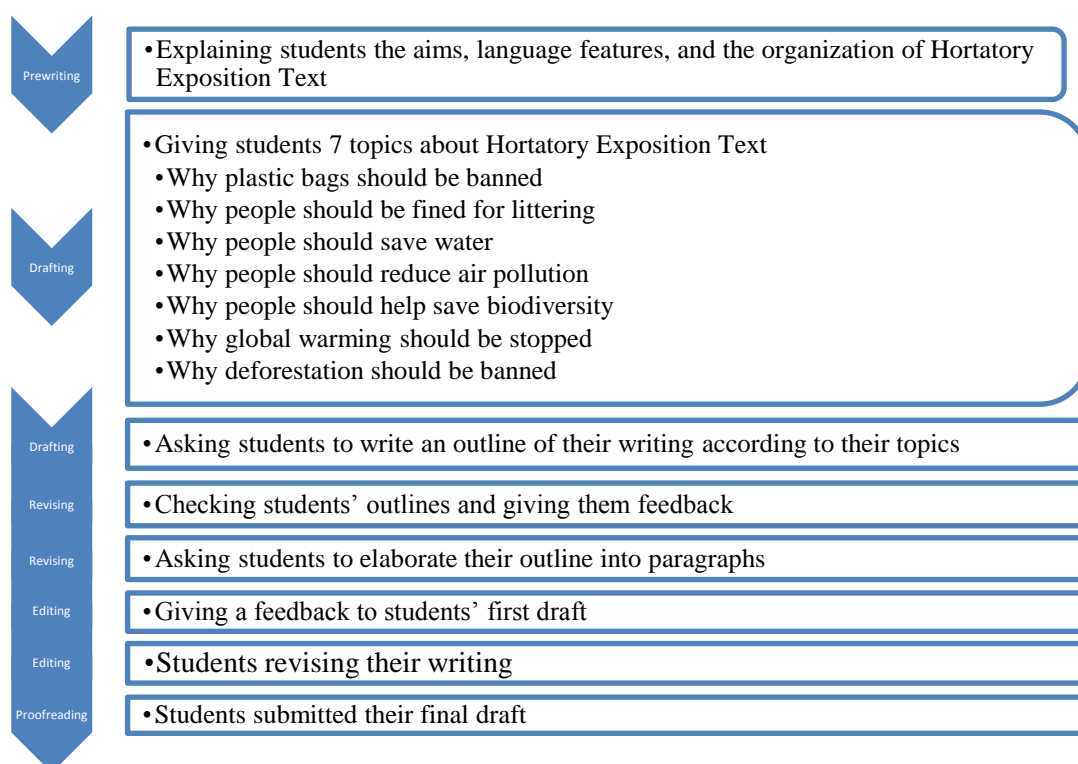 Prewriting
•Explaining students the aims, language features, and the organization of Hortatory
Exposition Text
Drafting
•Giving students 7 topics about Hortatory Exposition Text
•Why plastic bags should be banned
•Why people should be fined for littering
•Why people should save water
•Why people should reduce air pollution
•Why people should help save biodiversity
•Why global warming should be stopped
•Why deforestation should be banned
Drafting
•Asking students to write an outline of their writing according to their topics
Revising
•Checking students’ outlines and giving them feedback
Revising
•Asking students to elaborate their outline into paragraphs
Editing
•Giving a feedback to students’ first draft
Editing
•Students revising their writing
Proofreading
•Students submitted their final draft